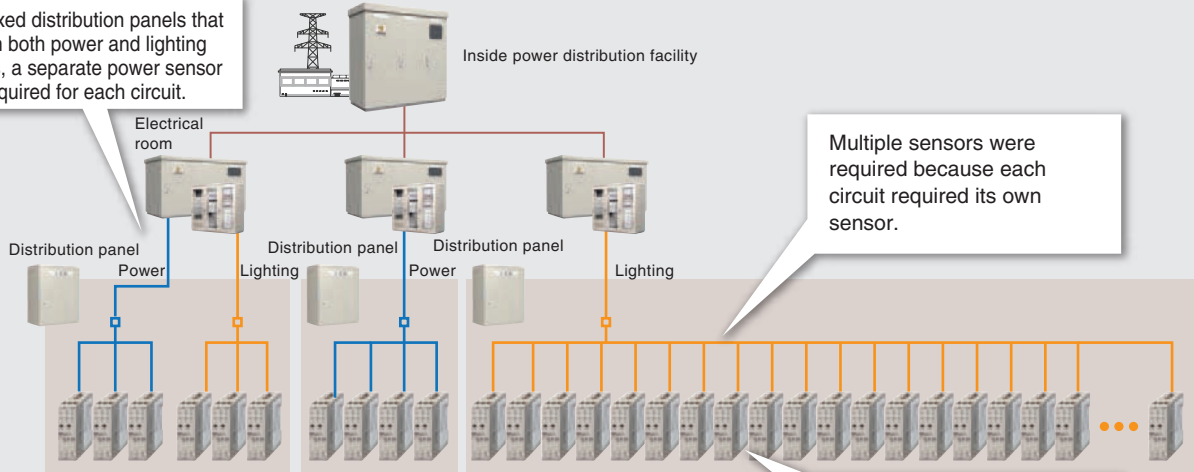 xed distribution panels that
both power and lighting
, a separate power sensor
quired for each circuit.
Inside power distribution facility
Electrical
room
Multiple sensors were
required because each
circuit required its own
sensor.
Distribution panel
Power
Lighting
Distribution panel
Power
Distribution panel
Lighting